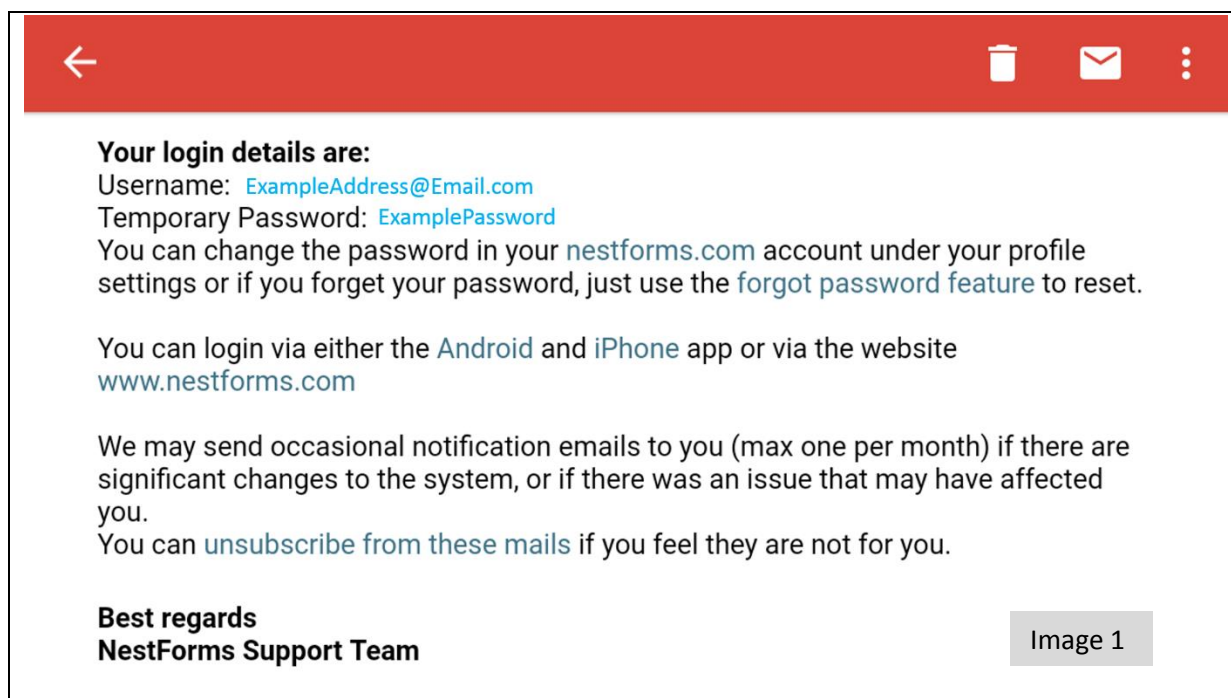 Your login details are:
Username: ExampleAddress@Email.com
Temporary Password: ExamplePassword
You can change the password in your nestforms.com account under your profile
settings or if you forget your password, just use the forgot password feature to reset.
You can login via either the Android and iPhone app or via the website
www.nestforms.com
We may send occasional notification emails to you (max one per month) if there are
significant changes to the system, or if there was an issue that may have affected
you.
You can unsubscribe from these mails if you feel they are not for you.
Best regards
NestForms Support Team
Image 1